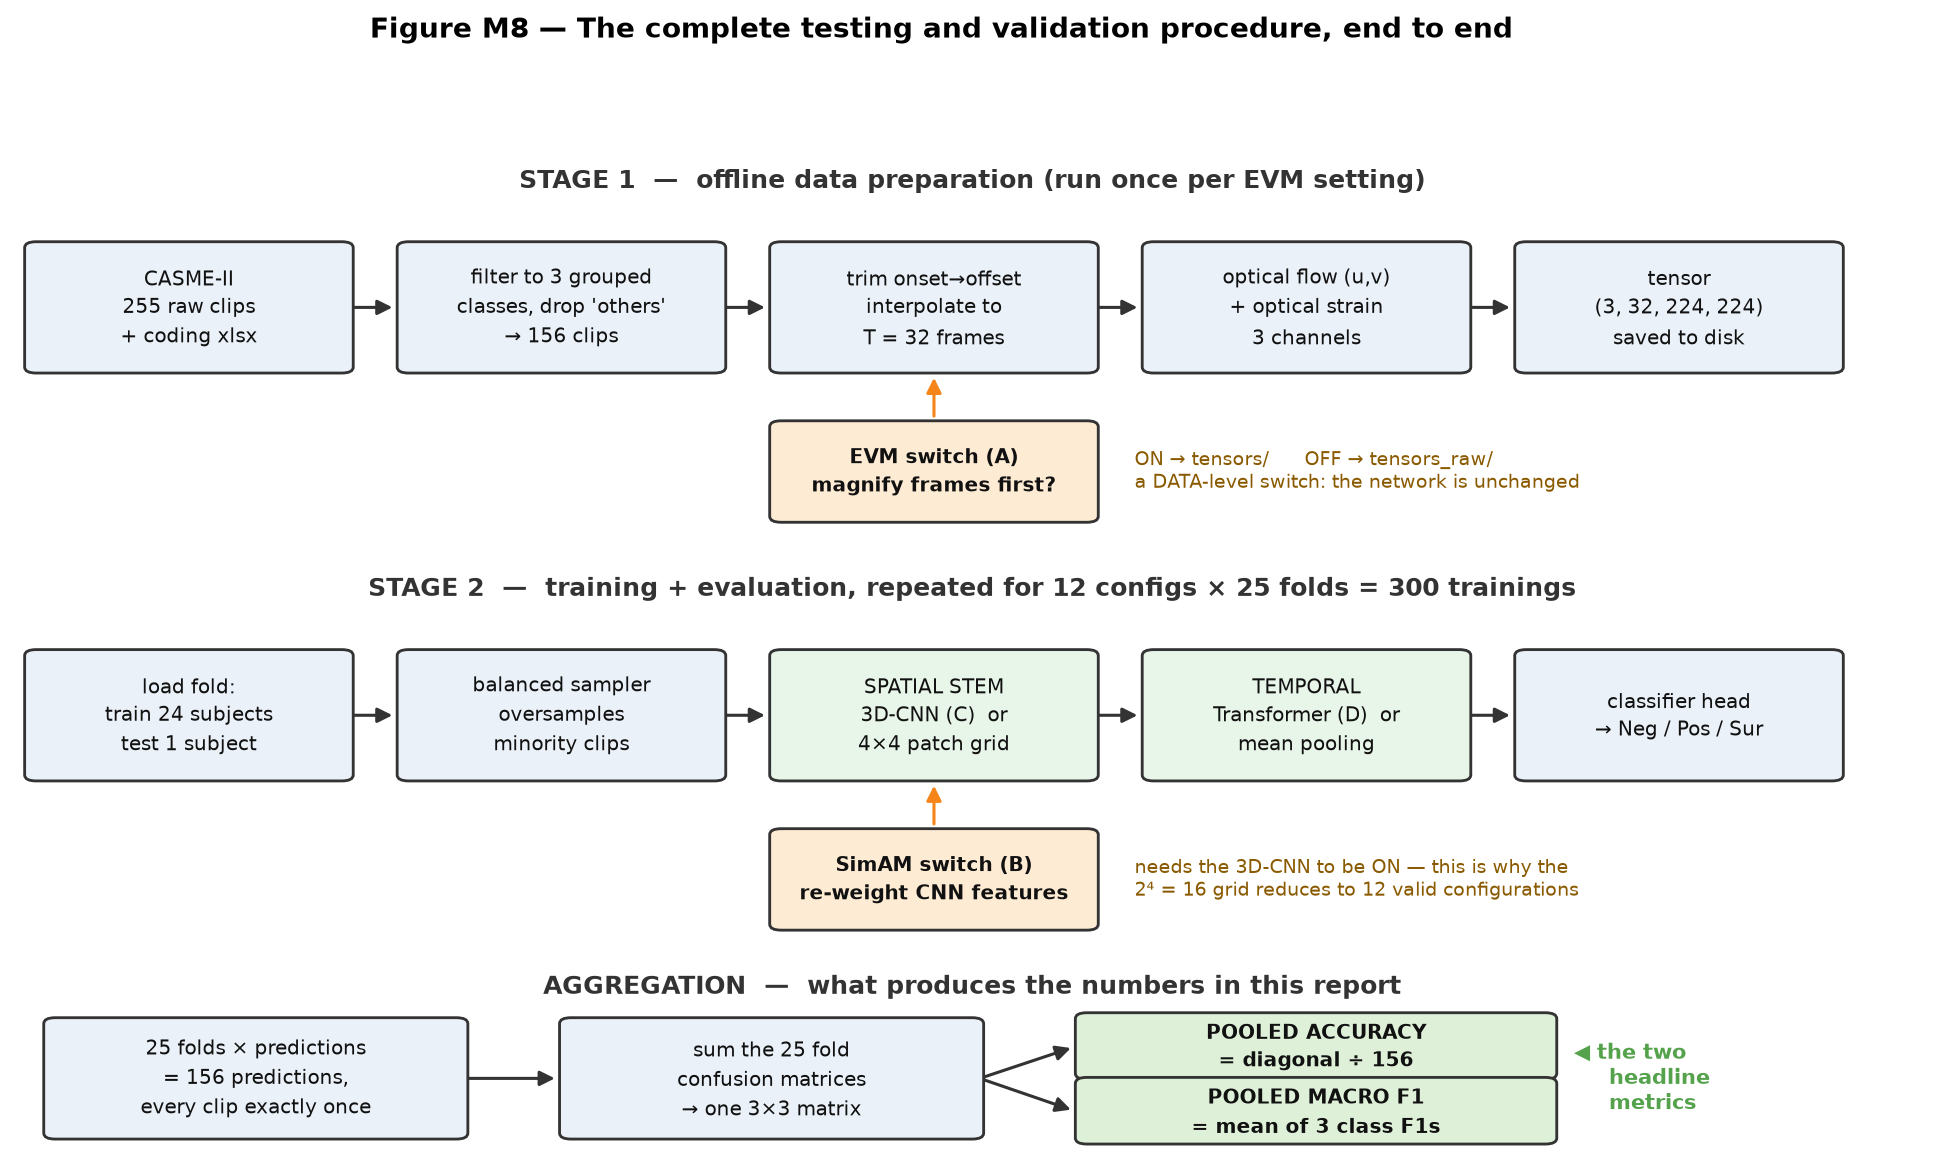 Figure M8 — The complete testing and validation procedure, end to end
STAGE 1 — offline data preparation (run once per EVM setting)
CASME-II
255 raw clips
+ coding xlsx
filter to 3 grouped
classes, drop 'others'
→ 156 clips
trim onset→offset
interpolate to
T = 32 frames
optical flow (u,v)
+ optical strain
3 channels
tensor
(3, 32, 224, 224)
saved to disk
EVM switch (A)
magnify frames first?
ON → tensors/ OFF → tensors_raw/
a DATA-level switch: the network is unchanged
STAGE 2 — training + evaluation, repeated for 12 configs × 25 folds = 300 trainings
load fold:
train 24 subjects
test 1 subject
balanced sampler
oversamples
minority clips
SPATIAL STEM
3D-CNN (C) or
4×4 patch grid
TEMPORAL
Transformer (D) or
mean pooling
classifier head
→ Neg / Pos / Sur
SimAM switch (B)
re-weight CNN features
needs the 3D-CNN to be ON — this is why the
2⁴ = 16 grid reduces to 12 valid configurations
AGGREGATION — what produces the numbers in this report
25 folds × predictions
= 156 predictions,
every clip exactly once
sum the 25 fold
confusion matrices
→ one 3×3 matrix
POOLED ACCURACY
= diagonal ÷ 156
POOLED MACRO F1
= mean of 3 class F1s
◀ the two
headline
metrics